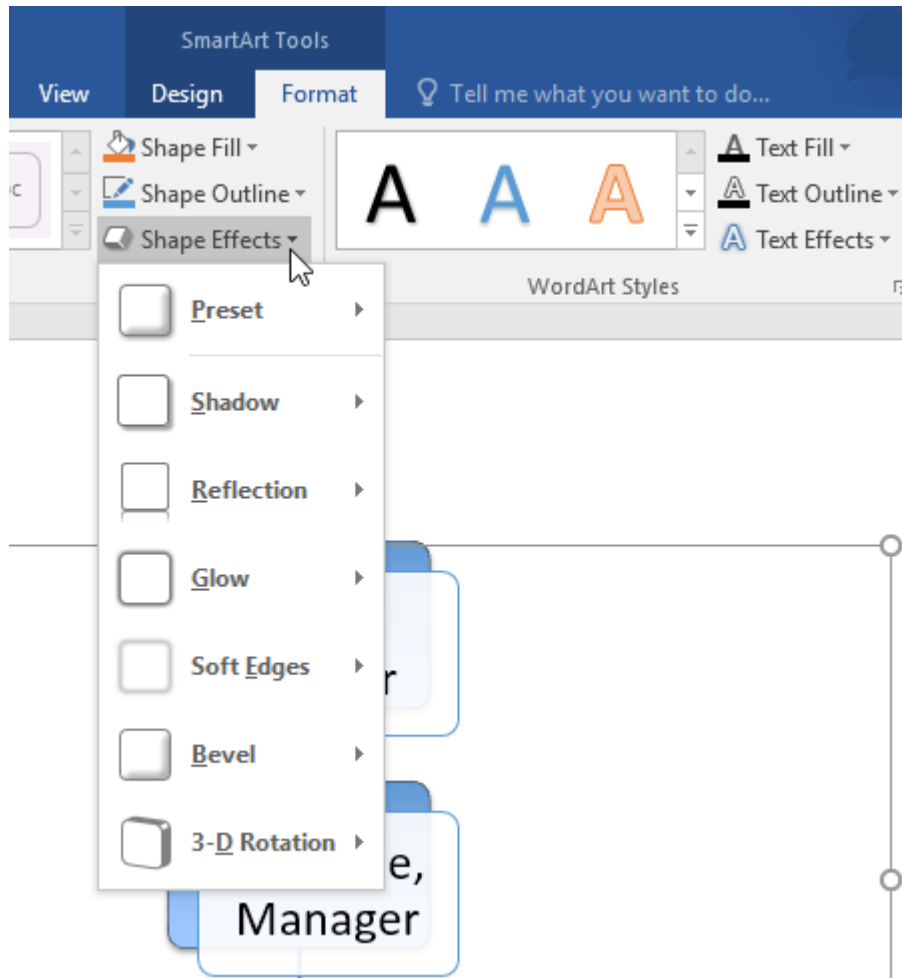 SmartArt Tools
View Design Format Tell me what you want to do...
Shape Fill
Shape Outline
Shape Effects
A A A
A Text Fill
A Text Outline
A Text Effects
WordArt Styles
Preset
Shadow
Reflection
Glow
Soft Edges
Bevel
3-D Rotation
r
e,
Manager